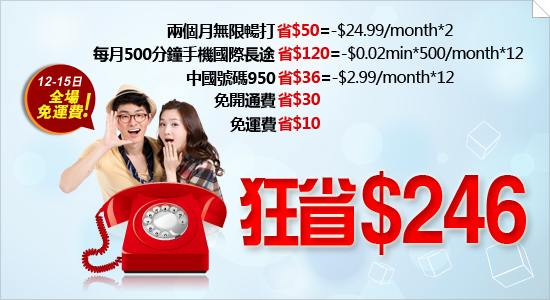 兩個月無限暢打 省$50=-$24.99/month*2
每月500分鐘手機國際長途 省$120=-$0.02min*500/month*12
中國號碼950 省$36=-$2.99/month*12
免開通費 省$30
免運費 省$10
12-15日
全場
免運費!
狂省$246